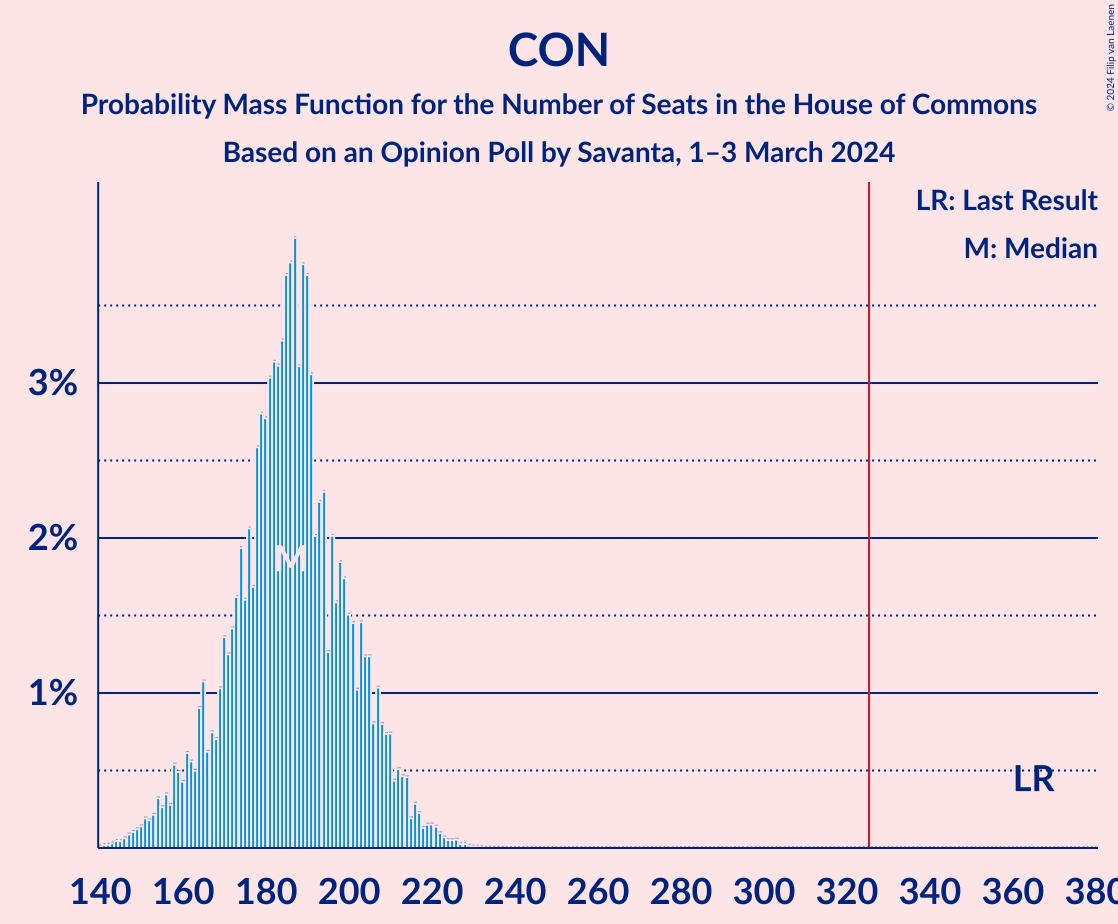 CON
Probability Mass Function for the Number of Seats in the House of Commons
Based on an Opinion Poll by Savanta, 1–3 March 2024
© 2024 Filip van Laenen
LR: Last Result
M: Median
3%
2%
1%
M
LR
140 160 180 200 220 240 260 280 300 320 340 360 380